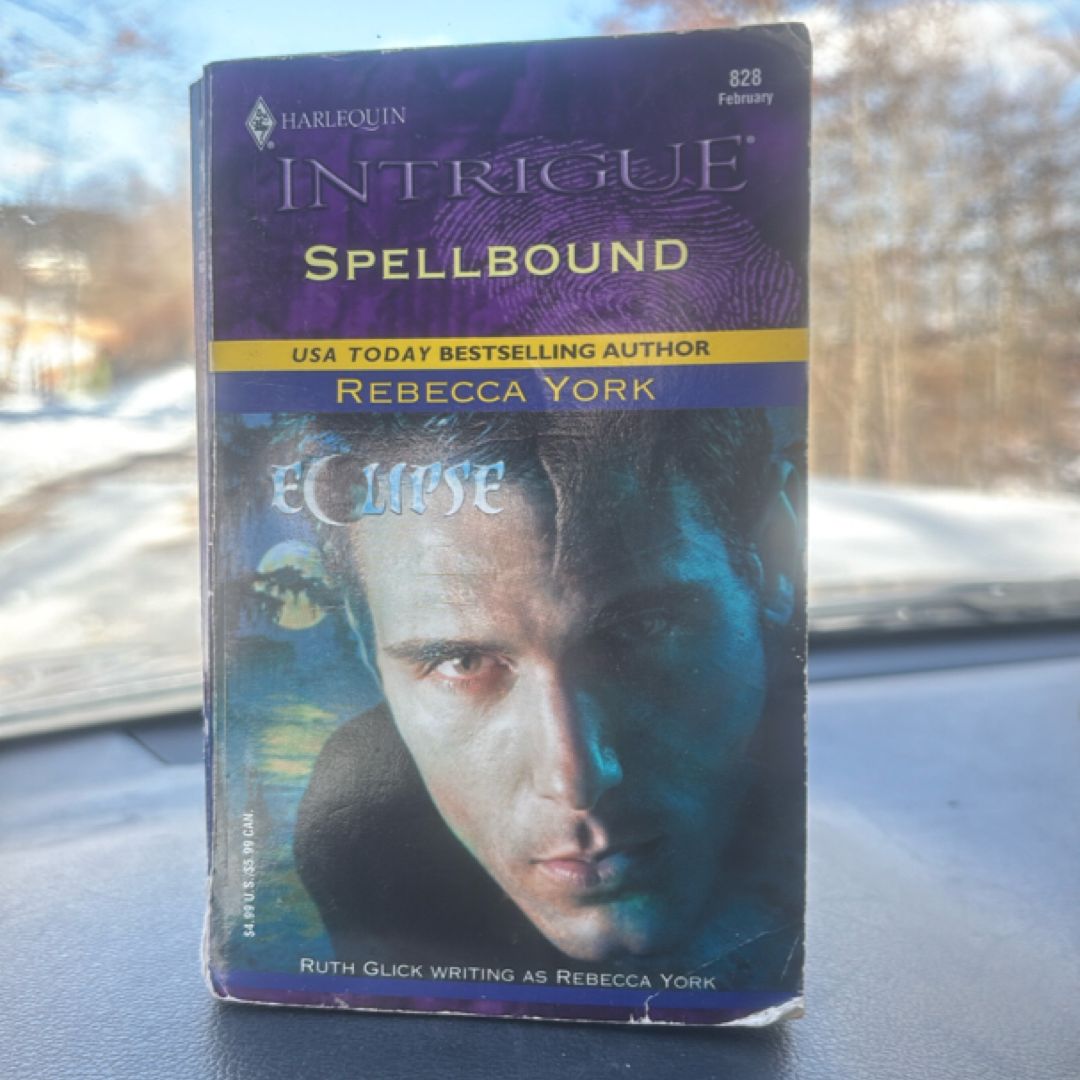 828
February
HARLEQUIN®
INTRIGUE®
SPELLBOUND
USA TODAY BESTSELLING AUTHOR
REBECCA YORK
ECLIPSE
$4.99 U.S./$5.99 CAN.
RUTH GLICK WRITING AS REBECCA YORK